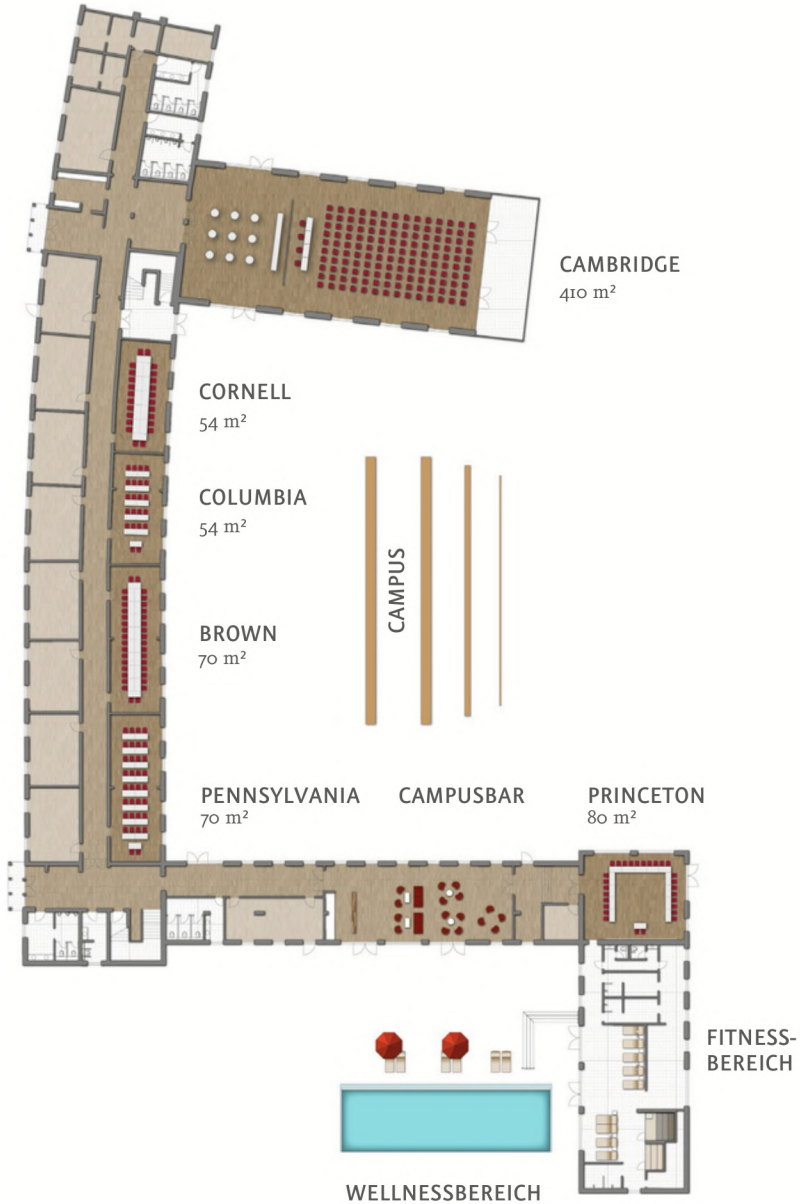 CAMBRIDGE
410 m²
CORNELL
54 m²
COLUMBIA
54 m²
CAMPUS
BROWN
70 m²
PENNSYLVANIA
70 m²
CAMPUSBAR
PRINCETON
80 m²
FITNESS-
BEREICH
WELLNESSBEREICH